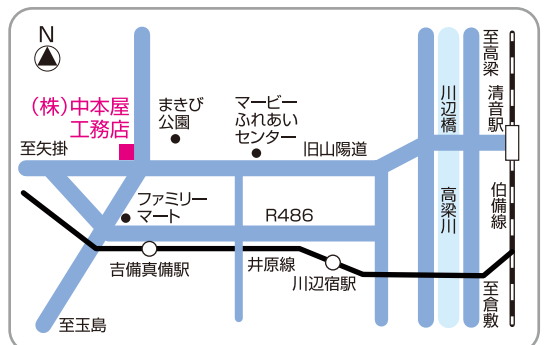 N
(株)中本屋
工務店
まきび
公園
マービー
ふれあい
センター
至矢掛
旧山陽道
川辺橋
至高梁
清音駅
ファミリー
マート
R486
高梁川
伯備線
吉備真備駅
井原線
川辺宿駅
至倉敷
至玉島